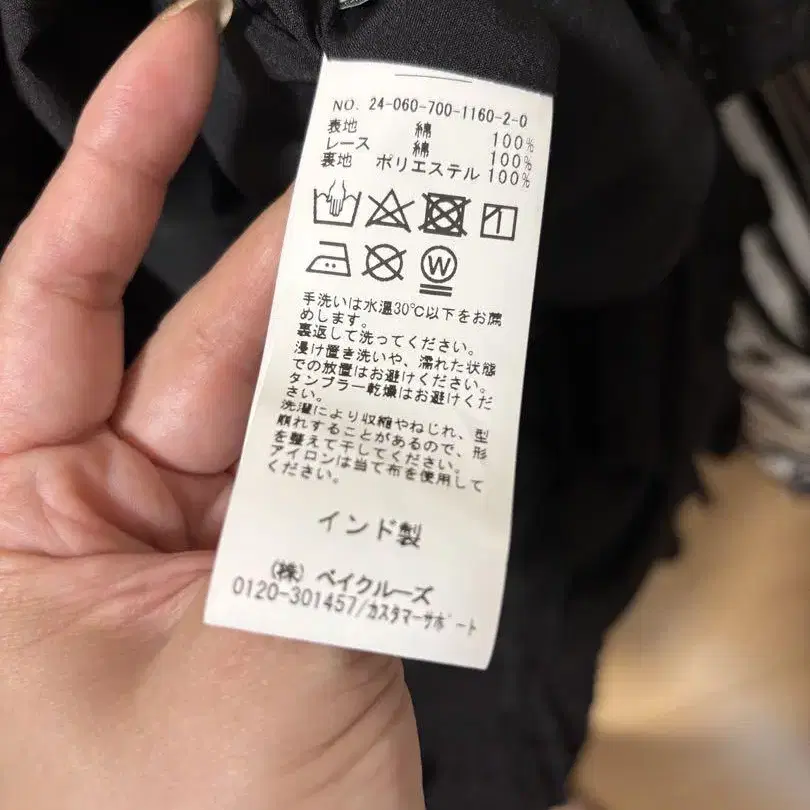 NO. 24-060-700-1160-2-0
表地 綿 100%
レース 綿 100%
裏地 ポリエステル 100%
W
手洗いは水温30℃以下をお薦
めします。
裏返して洗ってください。
浸け置き洗いや、濡れた状態
での放置はお避けください。
タンブラー乾燥はお避けくだ
さい。
洗濯により収縮やねじれ、型
崩れすることがあるので、形
を整えて干してください。
アイロンは当て布を使用して
ください。
インド製
(株) ベイクルーズ
0120-301457/カスタマーサポート